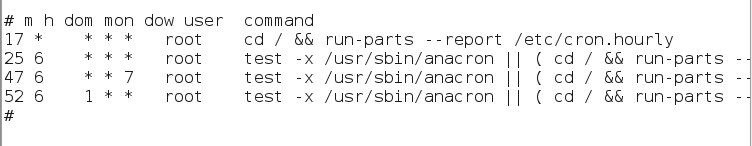 # m h dom mon dow user  command
17 *    * * *   root    cd / && run-parts --report /etc/cron.hourly
25 6    * * *   root    test -x /usr/sbin/anacron || ( cd / && run-parts --
47 6    * * 7   root    test -x /usr/sbin/anacron || ( cd / && run-parts --
52 6    1 * *   root    test -x /usr/sbin/anacron || ( cd / && run-parts --
#